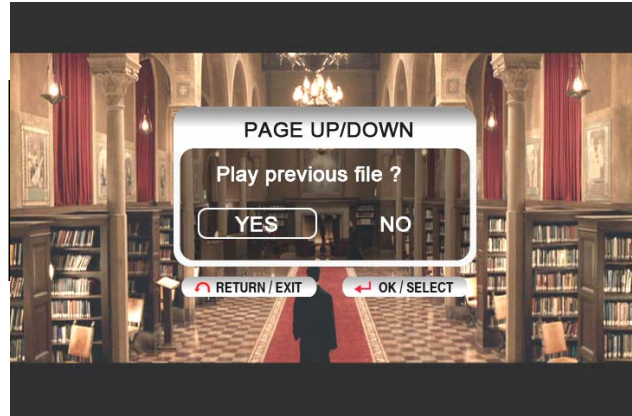 PAGE UP/DOWN
Play previous file ?
YES NO
RETURN / EXIT OK / SELECT